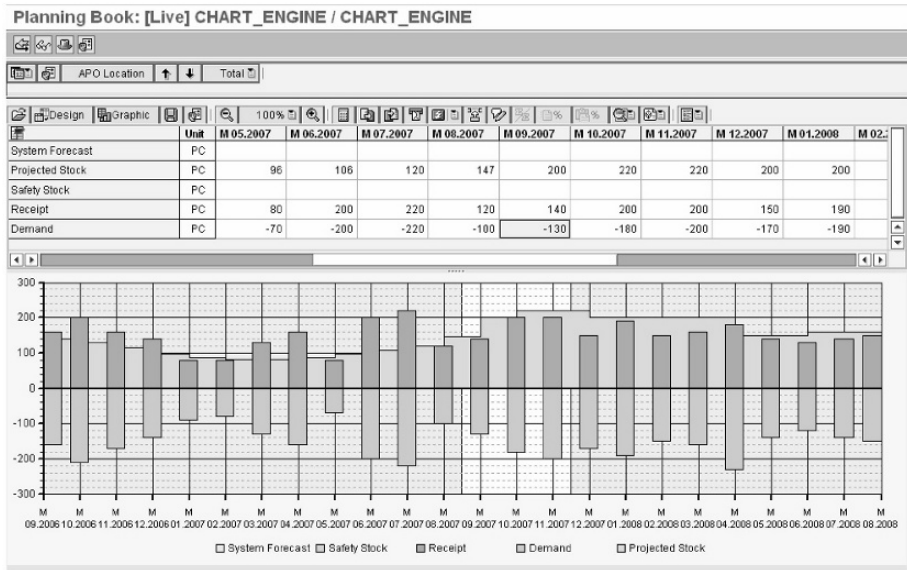 Planning Book: [Live] CHART_ENGINE / CHART_ENGINE
APO Location Total
Design Graphic 100%
Unit M 05.2007 M 06.2007 M 07.2007 M 08.2007 M 09.2007 M 10.2007 M 11.2007 M 12.2007 M 01.2008 M 02.2
System Forecast PC
Projected Stock PC 96 106 120 147 200 220 220 200 200
Safety Stock PC
Receipt PC 80 200 220 120 140 200 200 150 190
Demand PC -70 -200 -220 -100 -130 -180 -200 -170 -190
300
200
100
0
-100
-200
-300
M M M M M M M M M M M M M M M M M M M M M M M M
09.2006 10.2006 11.2006 12.2006 01.2007 02.2007 03.2007 04.2007 05.2007 06.2007 07.2007 08.2007 09.2007 10.2007 11.2007 12.2007 01.2008 02.2008 03.2008 04.2008 05.2008 06.2008 07.2008 08.2008
System Forecast Safety Stock Receipt Demand Projected Stock